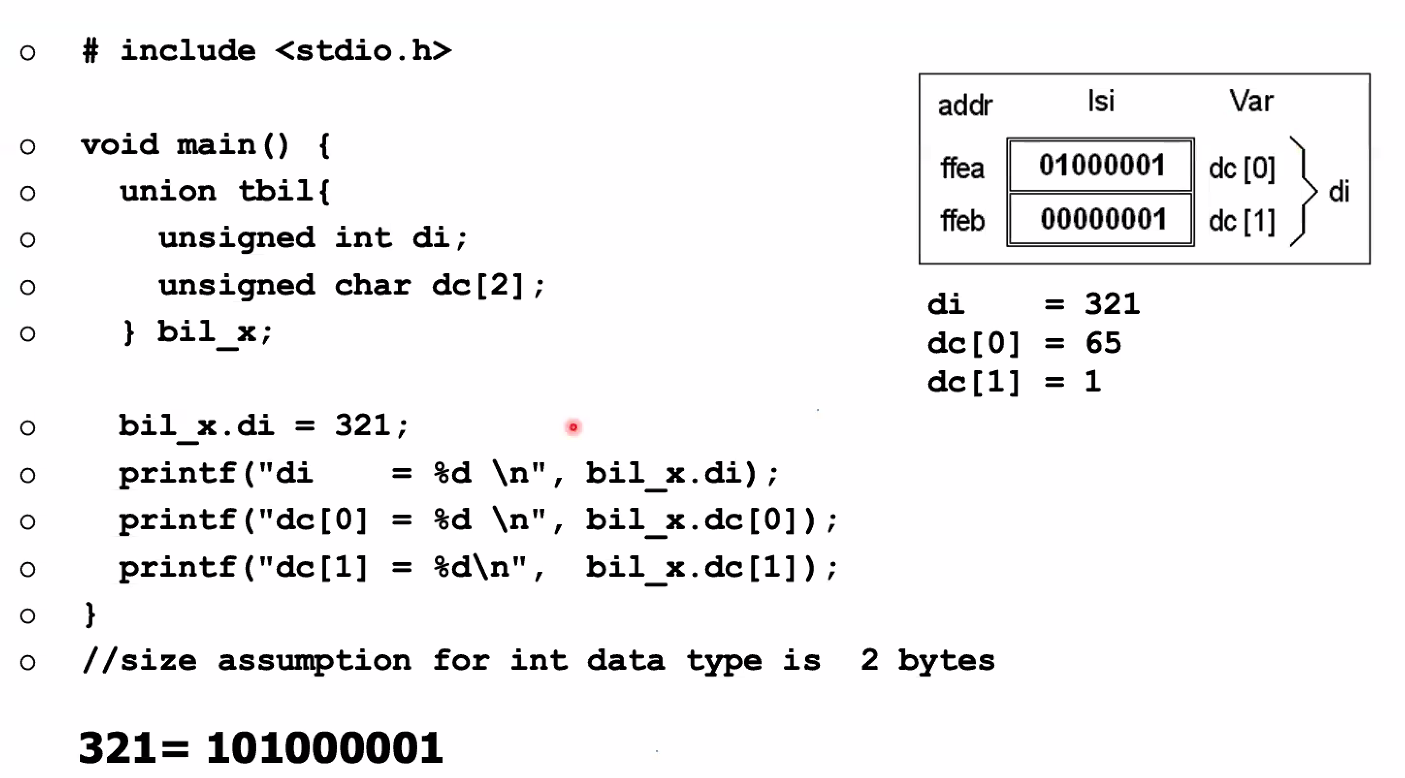 # include <stdio.h>
void main() {
union tbil{
unsigned int di;
unsigned char dc[2];
} bil_x;
bil_x.di = 321;
printf("di    = %d \n", bil_x.di);
printf("dc[0] = %d \n", bil_x.dc[0]);
printf("dc[1] = %d\n",  bil_x.dc[1]);
}
//size assumption for int data type is  2 bytes
321= 101000001
addr Isi Var
ffea 01000001 dc [0]
di
ffeb 00000001 dc [1]
di    = 321
dc[0] = 65
dc[1] = 1